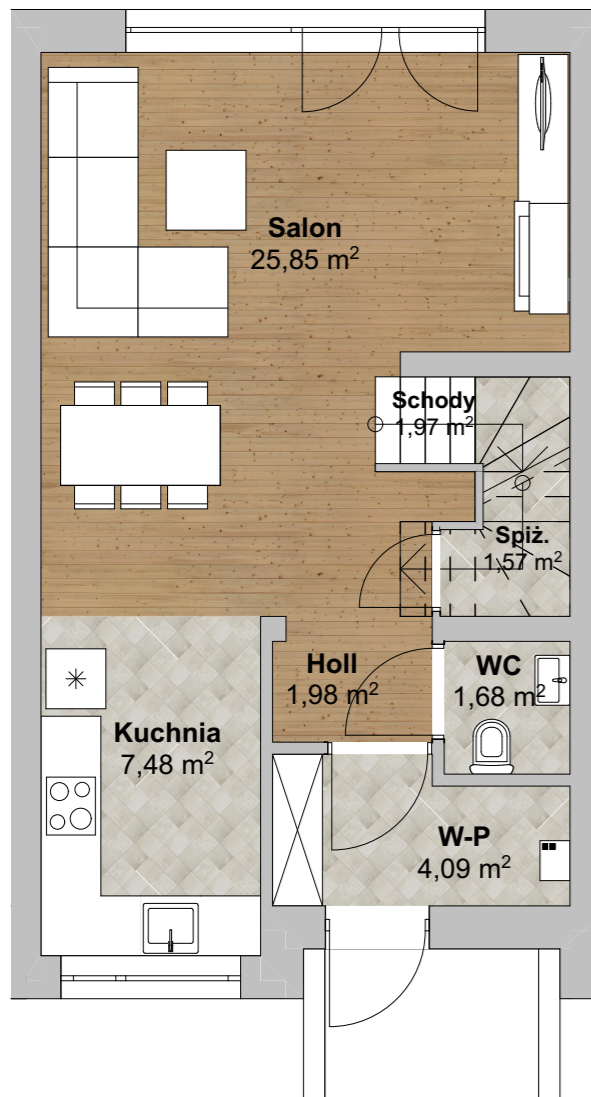 Salon
25,85 m²
Schody
1,97 m²
Spiż.
1,57 m²
Holl
1,98 m²
WC
1,68 m²
Kuchnia
7,48 m²
W-P
4,09 m²